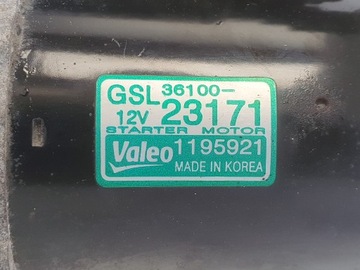 GSL 36100-
12V 23171
STARTER MOTOR
Valeo 1195921
MADE IN KOREA